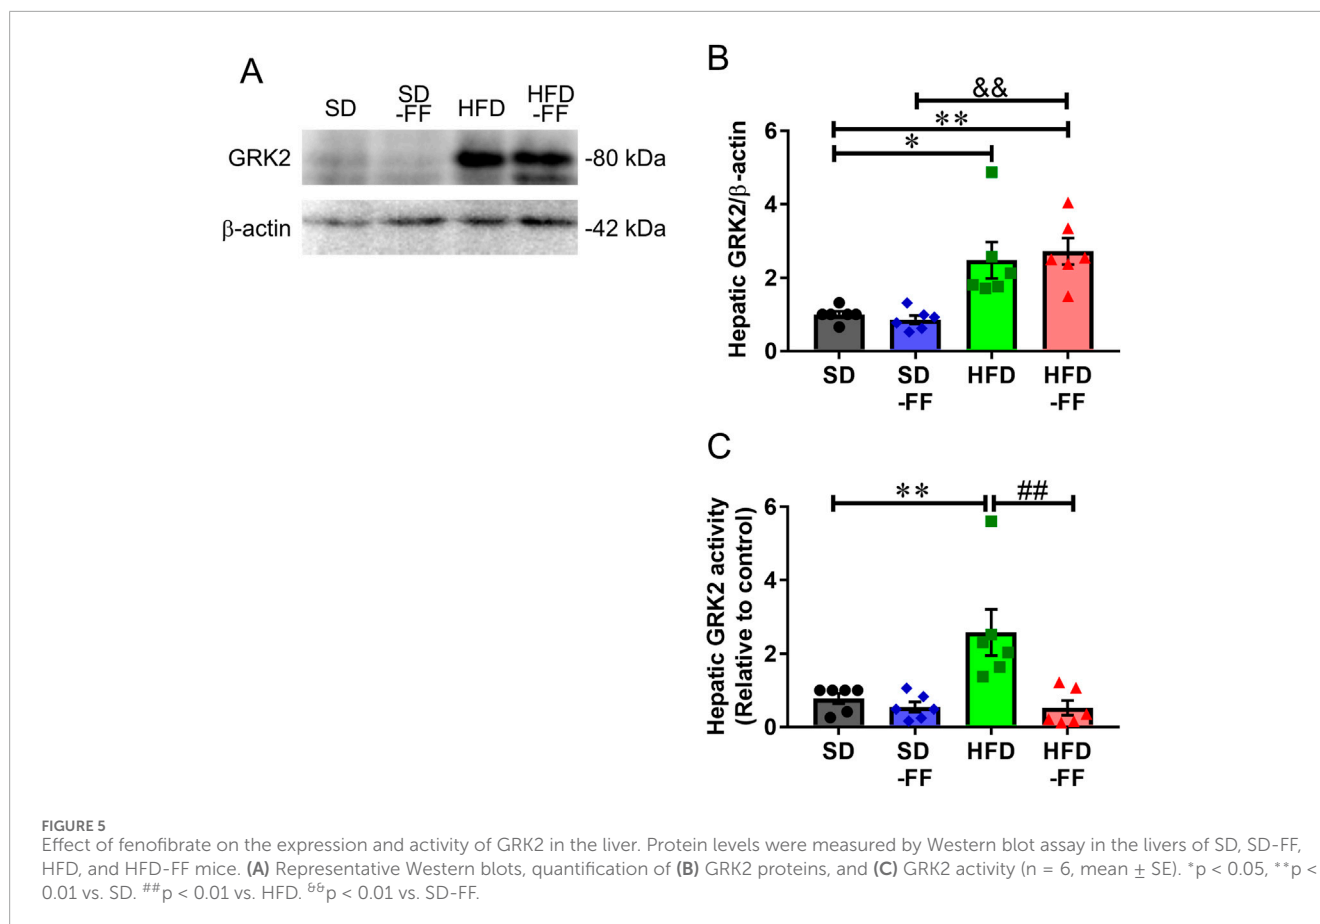 A
SD
SD
-FF
HFD
HFD
-FF
GRK2
-80 kDa
β-actin
-42 kDa
B
&&
**
*
Hepatic GRK2/β-actin
6
4
2
0
SD
SD
-FF
HFD
HFD
-FF
C
**
##
Hepatic GRK2 activity
(Relative to control)
6
4
2
0
SD
SD
-FF
HFD
HFD
-FF
FIGURE 5
Effect of fenofibrate on the expression and activity of GRK2 in the liver. Protein levels were measured by Western blot assay in the livers of SD, SD-FF,
HFD, and HFD-FF mice. (A) Representative Western blots, quantification of (B) GRK2 proteins, and (C) GRK2 activity (n = 6, mean ± SE). *p < 0.05, **p <
0.01 vs. SD. ##p < 0.01 vs. HFD. &&p < 0.01 vs. SD-FF.